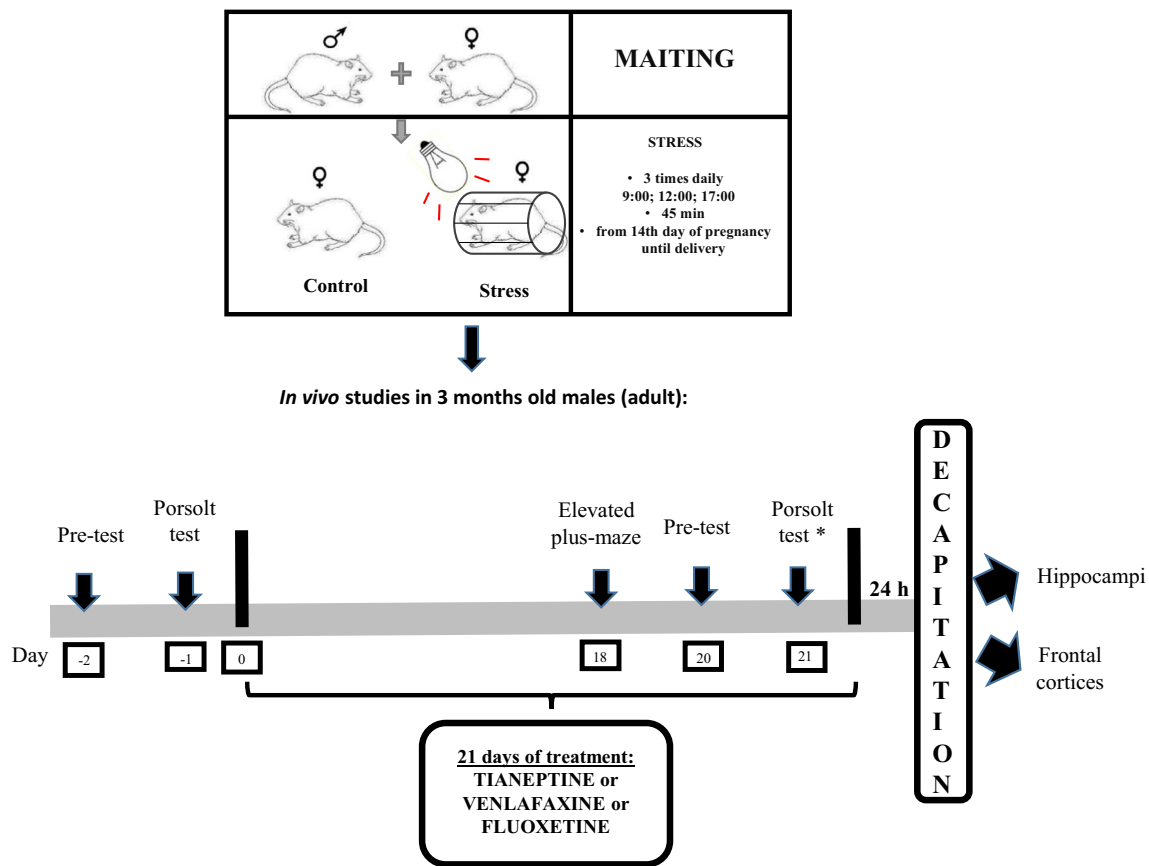 ♂
♀
MAITING
♀
♀
STRESS
• 3 times daily
9:00; 12:00; 17:00
• 45 min
• from 14th day of pregnancy
until delivery
Control
Stress
In vivo studies in 3 months old males (adult):
Pre-test
Porsolt
test
Elevated
plus-maze
Pre-test
Porsolt
test *
24 h
DECAPITATION
Hippocampi
Frontal
cortices
Day
-2
-1
0
18
20
21
21 days of treatment:
TIANEPTINE or
VENLAFAXINE or
FLUOXETINE